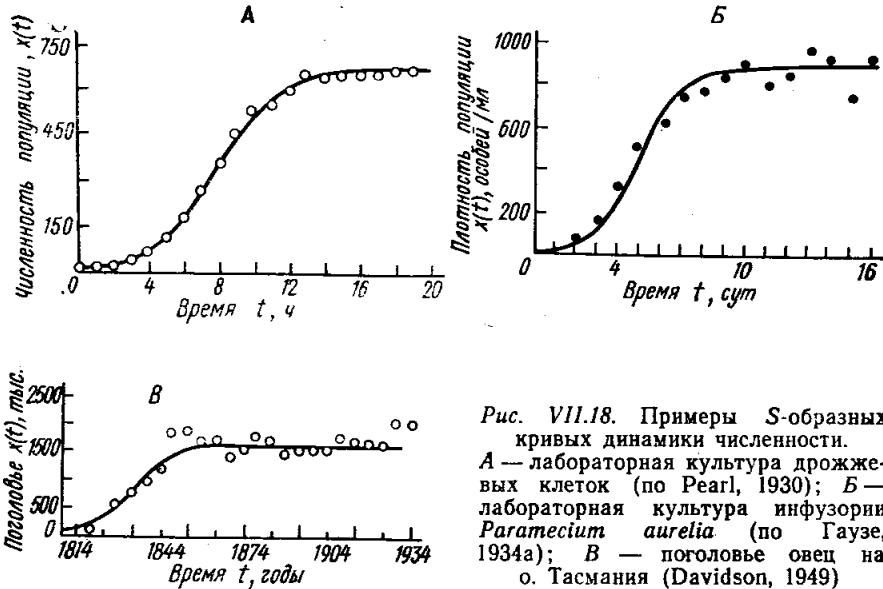 А
Численность популяции, x(t)
750
450
150
0
4
8
12
16
20
Время t, ч
Б
Плотность популяции
x(t), особей/мл
1000
600
200
0
4
10
16
Время t, сут
В
Поголовье x(t), тыс.
2500
1500
500
0
1814
1844
1874
1904
1934
Время t, годы
Рис. VII.18. Примеры S-образных
кривых динамики численности.
А — лабораторная культура дрожже-
вых клеток (по Pearl, 1930); Б —
лабораторная культура инфузории
Paramecium aurelia (по Гаузе,
1934а); В — поголовье овец на
о. Тасмания (Davidson, 1949)